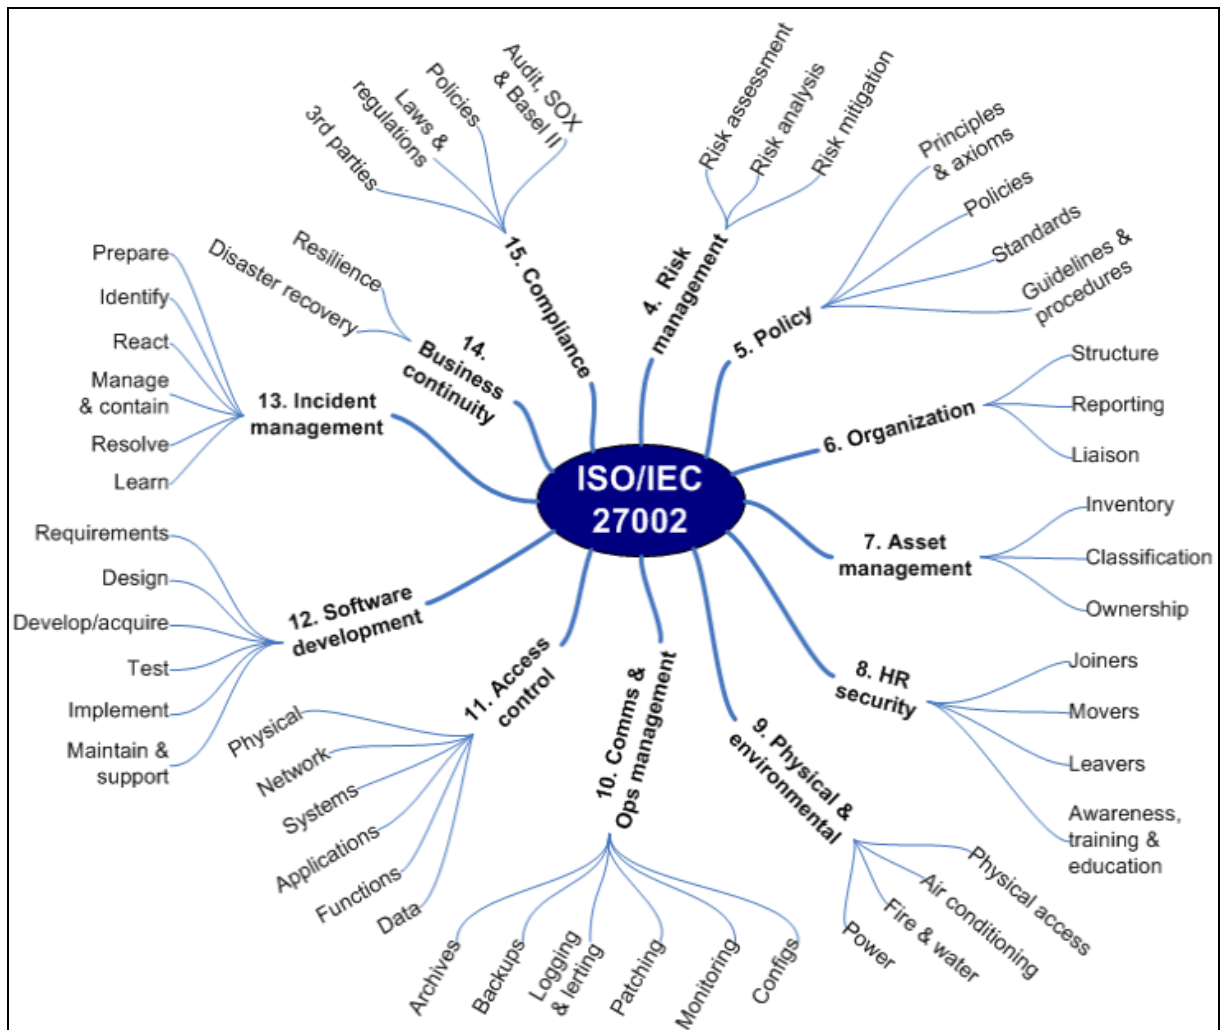 ISO/IEC
27002
4. Risk
management
Risk assessment
Risk analysis
Risk mitigation
5. Policy
Principles
& axioms
Policies
Standards
Guidelines &
procedures
6. Organization
Structure
Reporting
Liaison
7. Asset
management
Inventory
Classification
Ownership
8. HR
security
Joiners
Movers
Leavers
Awareness,
training &
education
9. Physical &
environmental
Physical access
Air conditioning
Fire & water
Power
10. Comms &
Ops management
Configs
Monitoring
Patching
Logging
& lerting
Backups
Archives
11. Access
control
Physical
Network
Systems
Applications
Functions
Data
12. Software
development
Requirements
Design
Develop/acquire
Test
Implement
Maintain &
support
13. Incident
management
Prepare
Identify
React
Manage
& contain
Resolve
Learn
14.
Business
continuity
Resilience
Disaster recovery
15. Compliance
3rd parties
Laws &
regulations
Policies
Audit, SOX
& Basel II